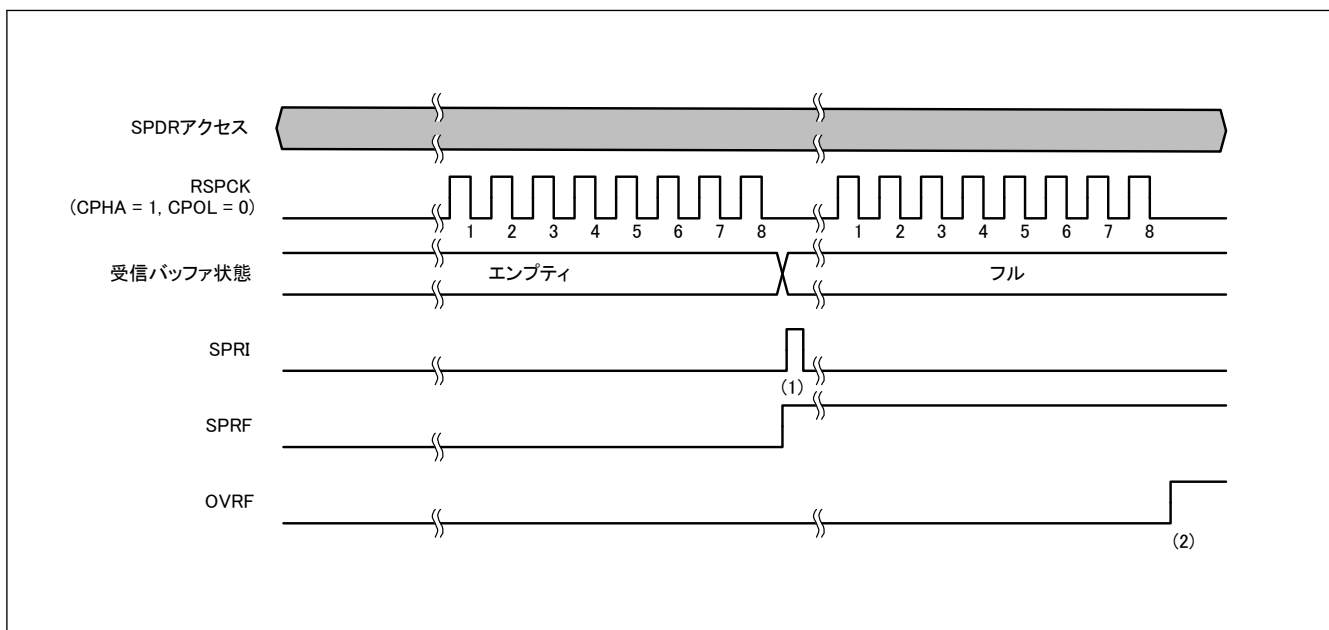 SPDRアクセス
RSPCK
(CPHA = 1, CPOL = 0)
1 2 3 4 5 6 7 8 1 2 3 4 5 6 7 8
受信バッファ状態 エンプティ フル
SPRI
(1)
SPRF
OVRF
(2)